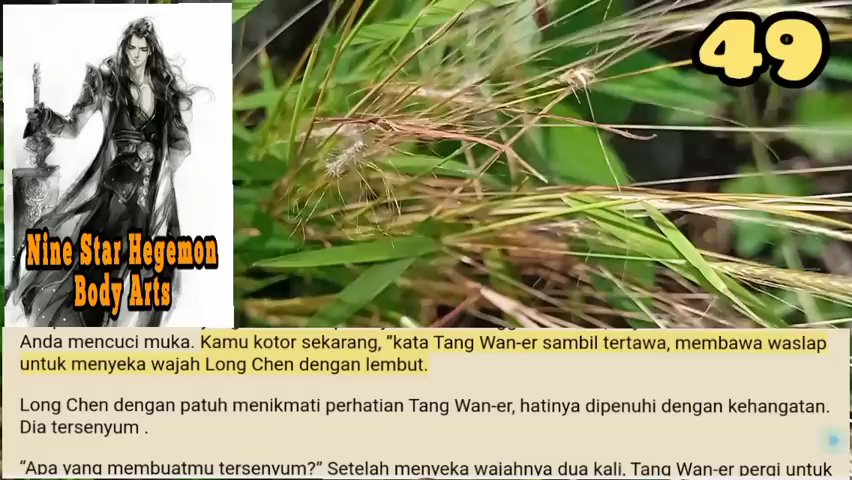 49
Nine Star Hegemon
Body Arts
Anda mencuci muka. Kamu kotor sekarang, ”kata Tang Wan-er sambil tertawa, membawa waslap
untuk menyeka wajah Long Chen dengan lembut.
Long Chen dengan patuh menikmati perhatian Tang Wan-er, hatinya dipenuhi dengan kehangatan.
Dia tersenyum .
“Apa yang membuatmu tersenyum?” Setelah menyeka wajahnya dua kali, Tang Wan-er pergi untuk